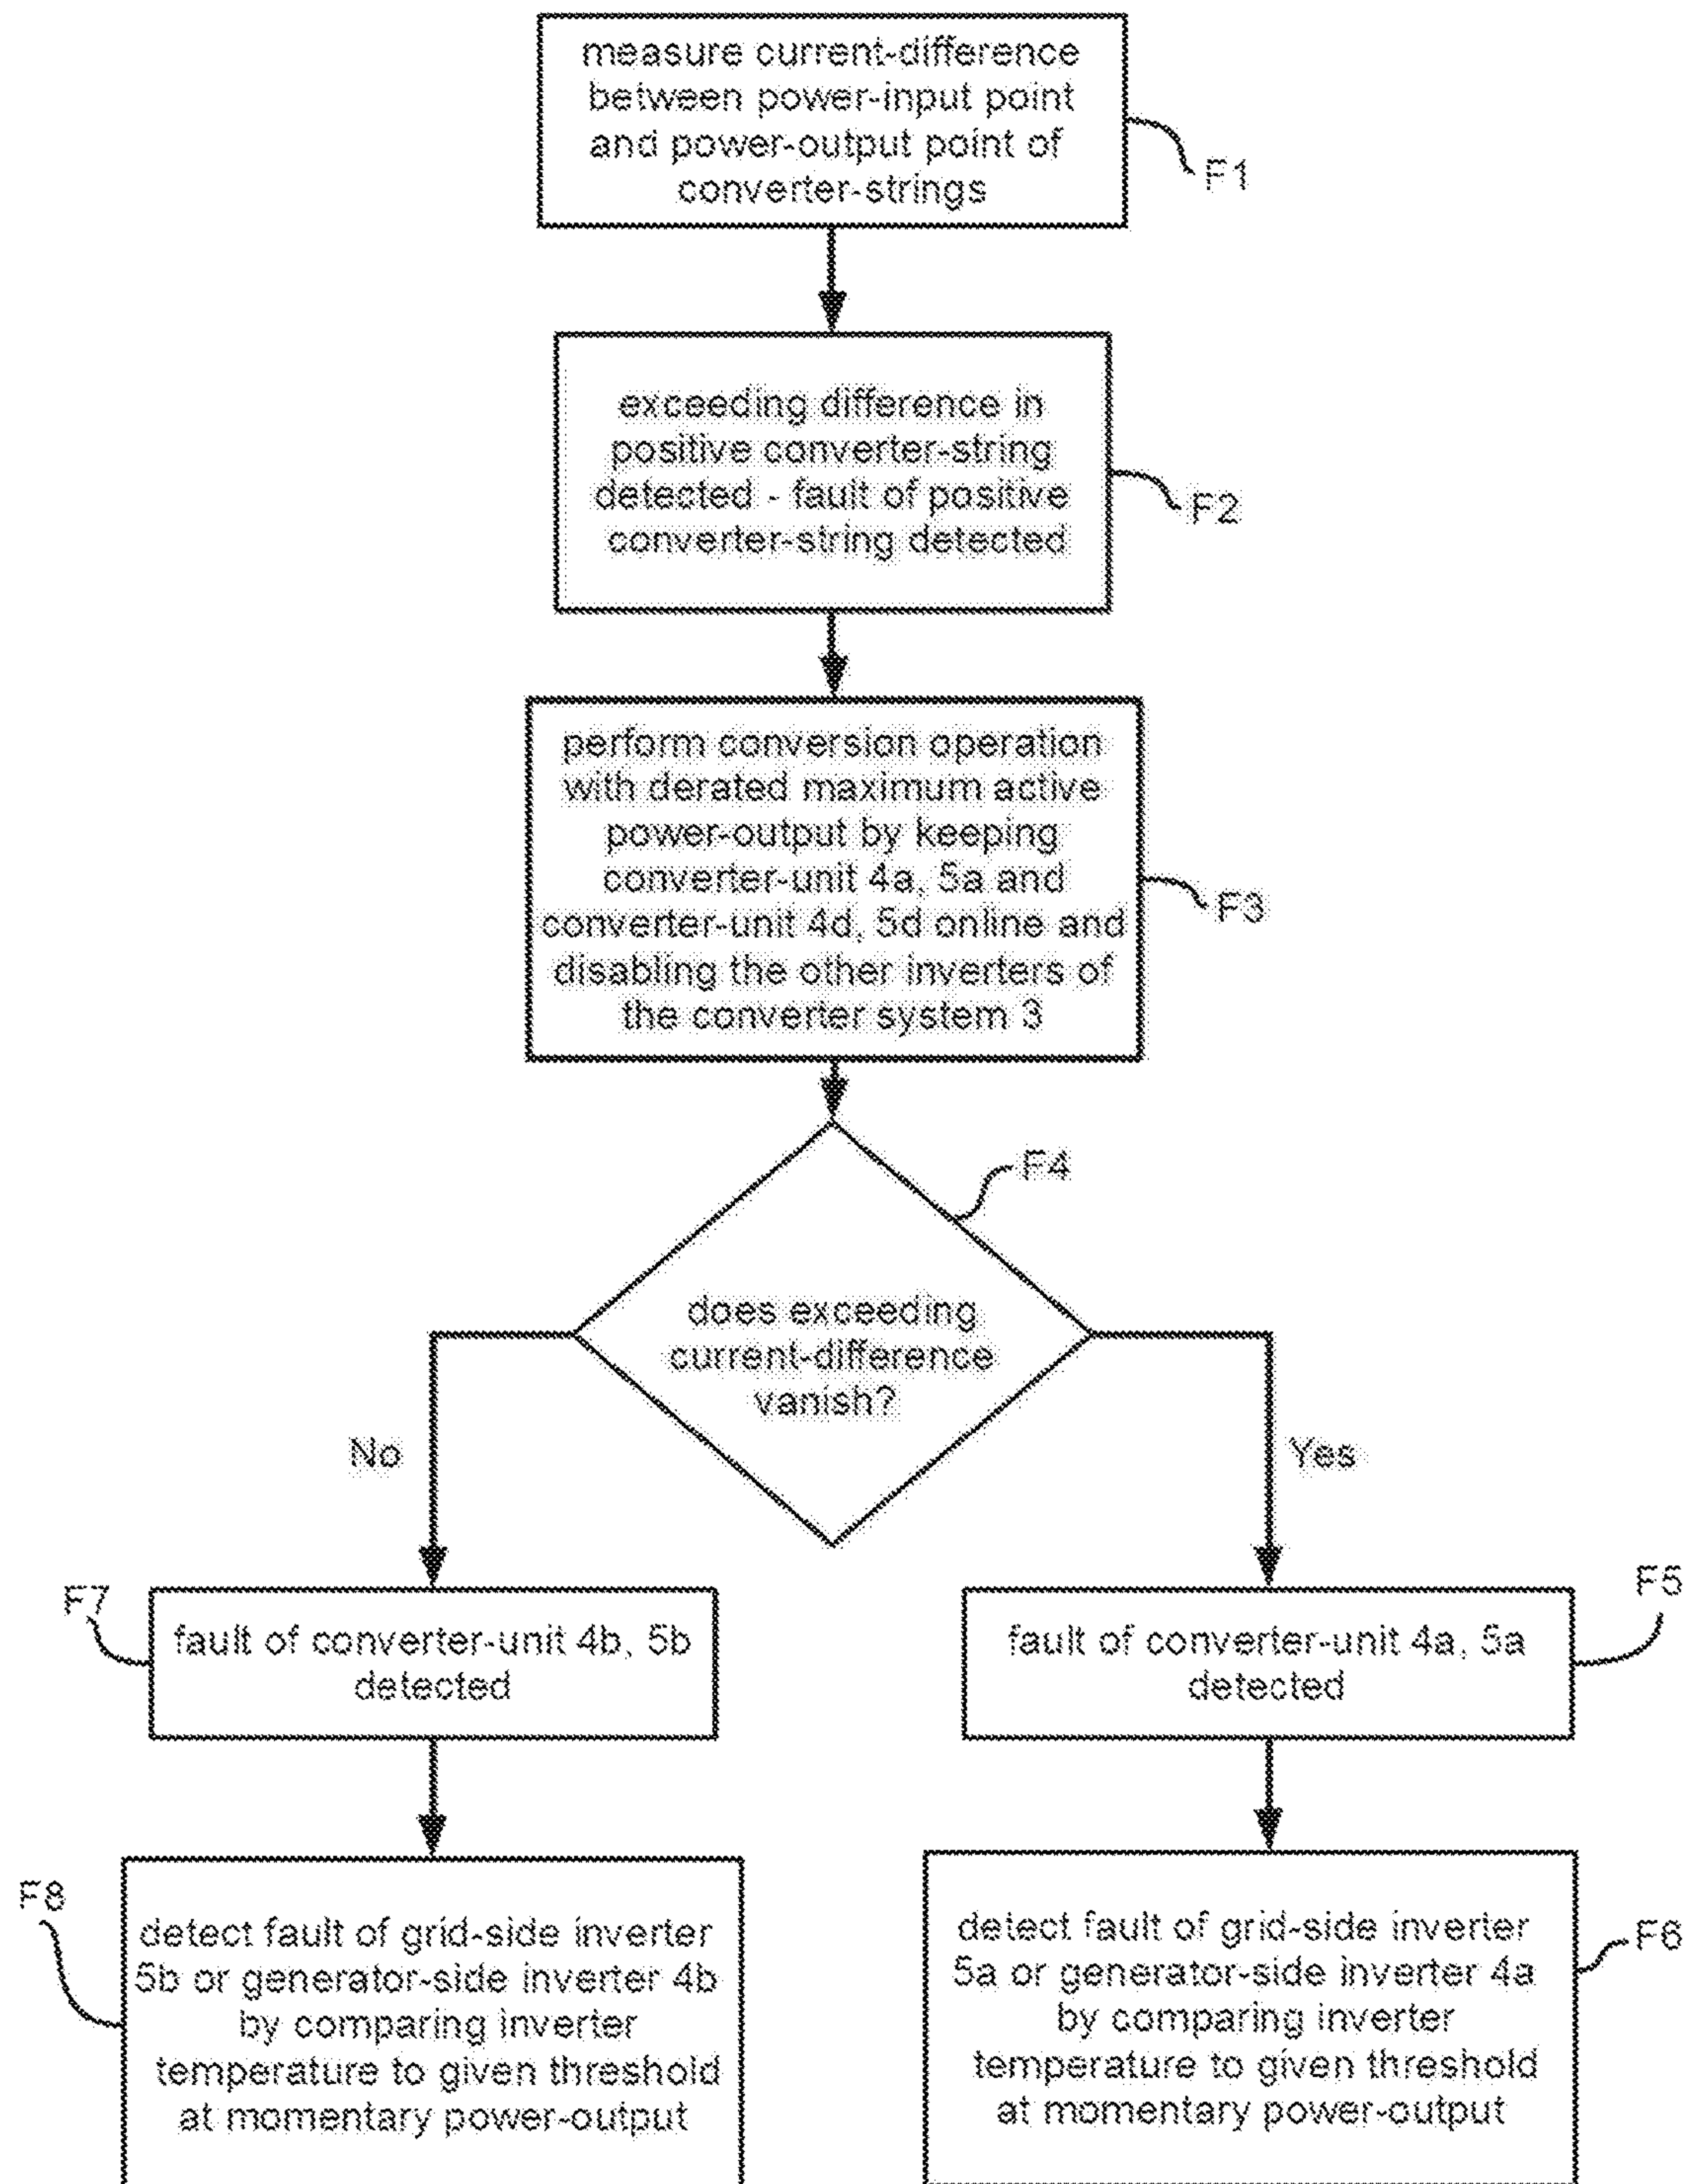 measure current-difference
between power-input point
and power-output point of
converter-strings
F1
exceeding difference in
positive converter-string
detected - fault of positive
converter-string detected
F2
perform conversion operation
with derated maximum active
power-output by keeping
converter-unit 4a, 5a and
converter-unit 4d, 5d online and
disabling the other inverters of
the converter system 3
F3
F4
does exceeding
current-difference
vanish?
No
Yes
F7
fault of converter-unit 4b, 5b
detected
F5
fault of converter-unit 4a, 5a
detected
F8
detect fault of grid-side inverter
5b or generator-side inverter 4b
by comparing inverter
temperature to given threshold
at momentary power-output
detect fault of grid-side inverter
5a or generator-side inverter 4a
by comparing inverter
temperature to given threshold
at momentary power-output
F6